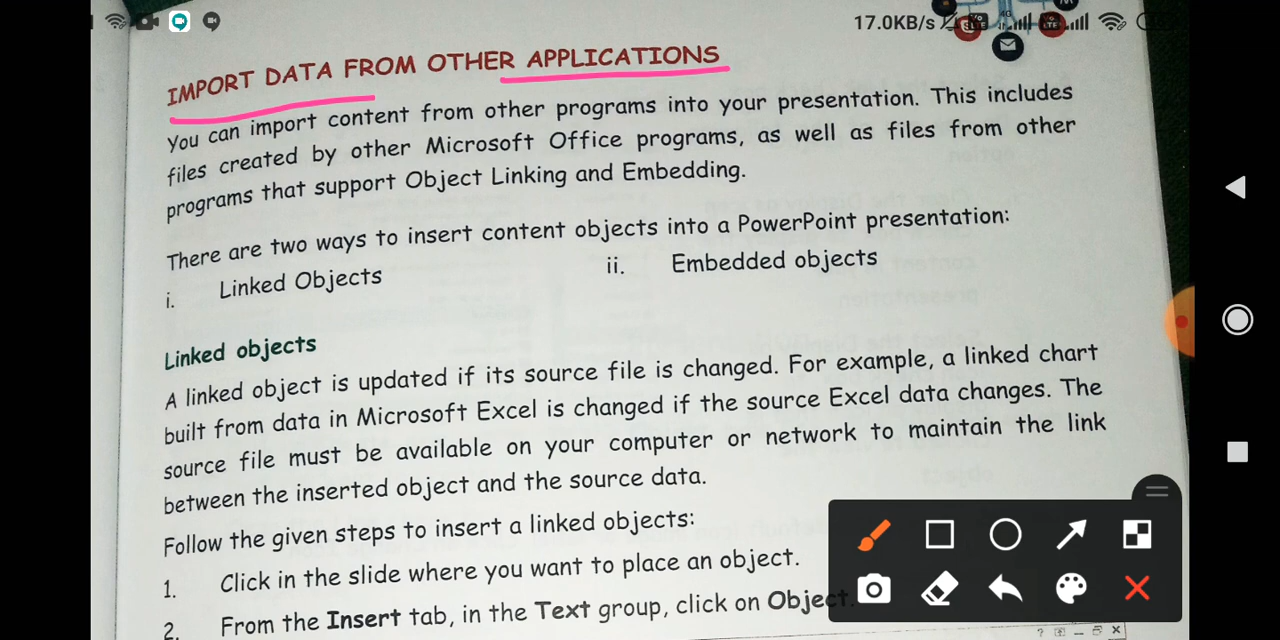 17.0KB/s
IMPORT DATA FROM OTHER APPLICATIONS
You can import content from other programs into your presentation. This includes
files created by other Microsoft Office programs, as well as files from other
programs that support Object Linking and Embedding.
There are two ways to insert content objects into a PowerPoint presentation:
i. Linked Objects ii. Embedded objects
Linked objects
A linked object is updated if its source file is changed. For example, a linked chart
built from data in Microsoft Excel is changed if the source Excel data changes. The
source file must be available on your computer or network to maintain the link
between the inserted object and the source data.
Follow the given steps to insert a linked objects:
1. Click in the slide where you want to place an object.
2. From the Insert tab, in the Text group, click on Object.